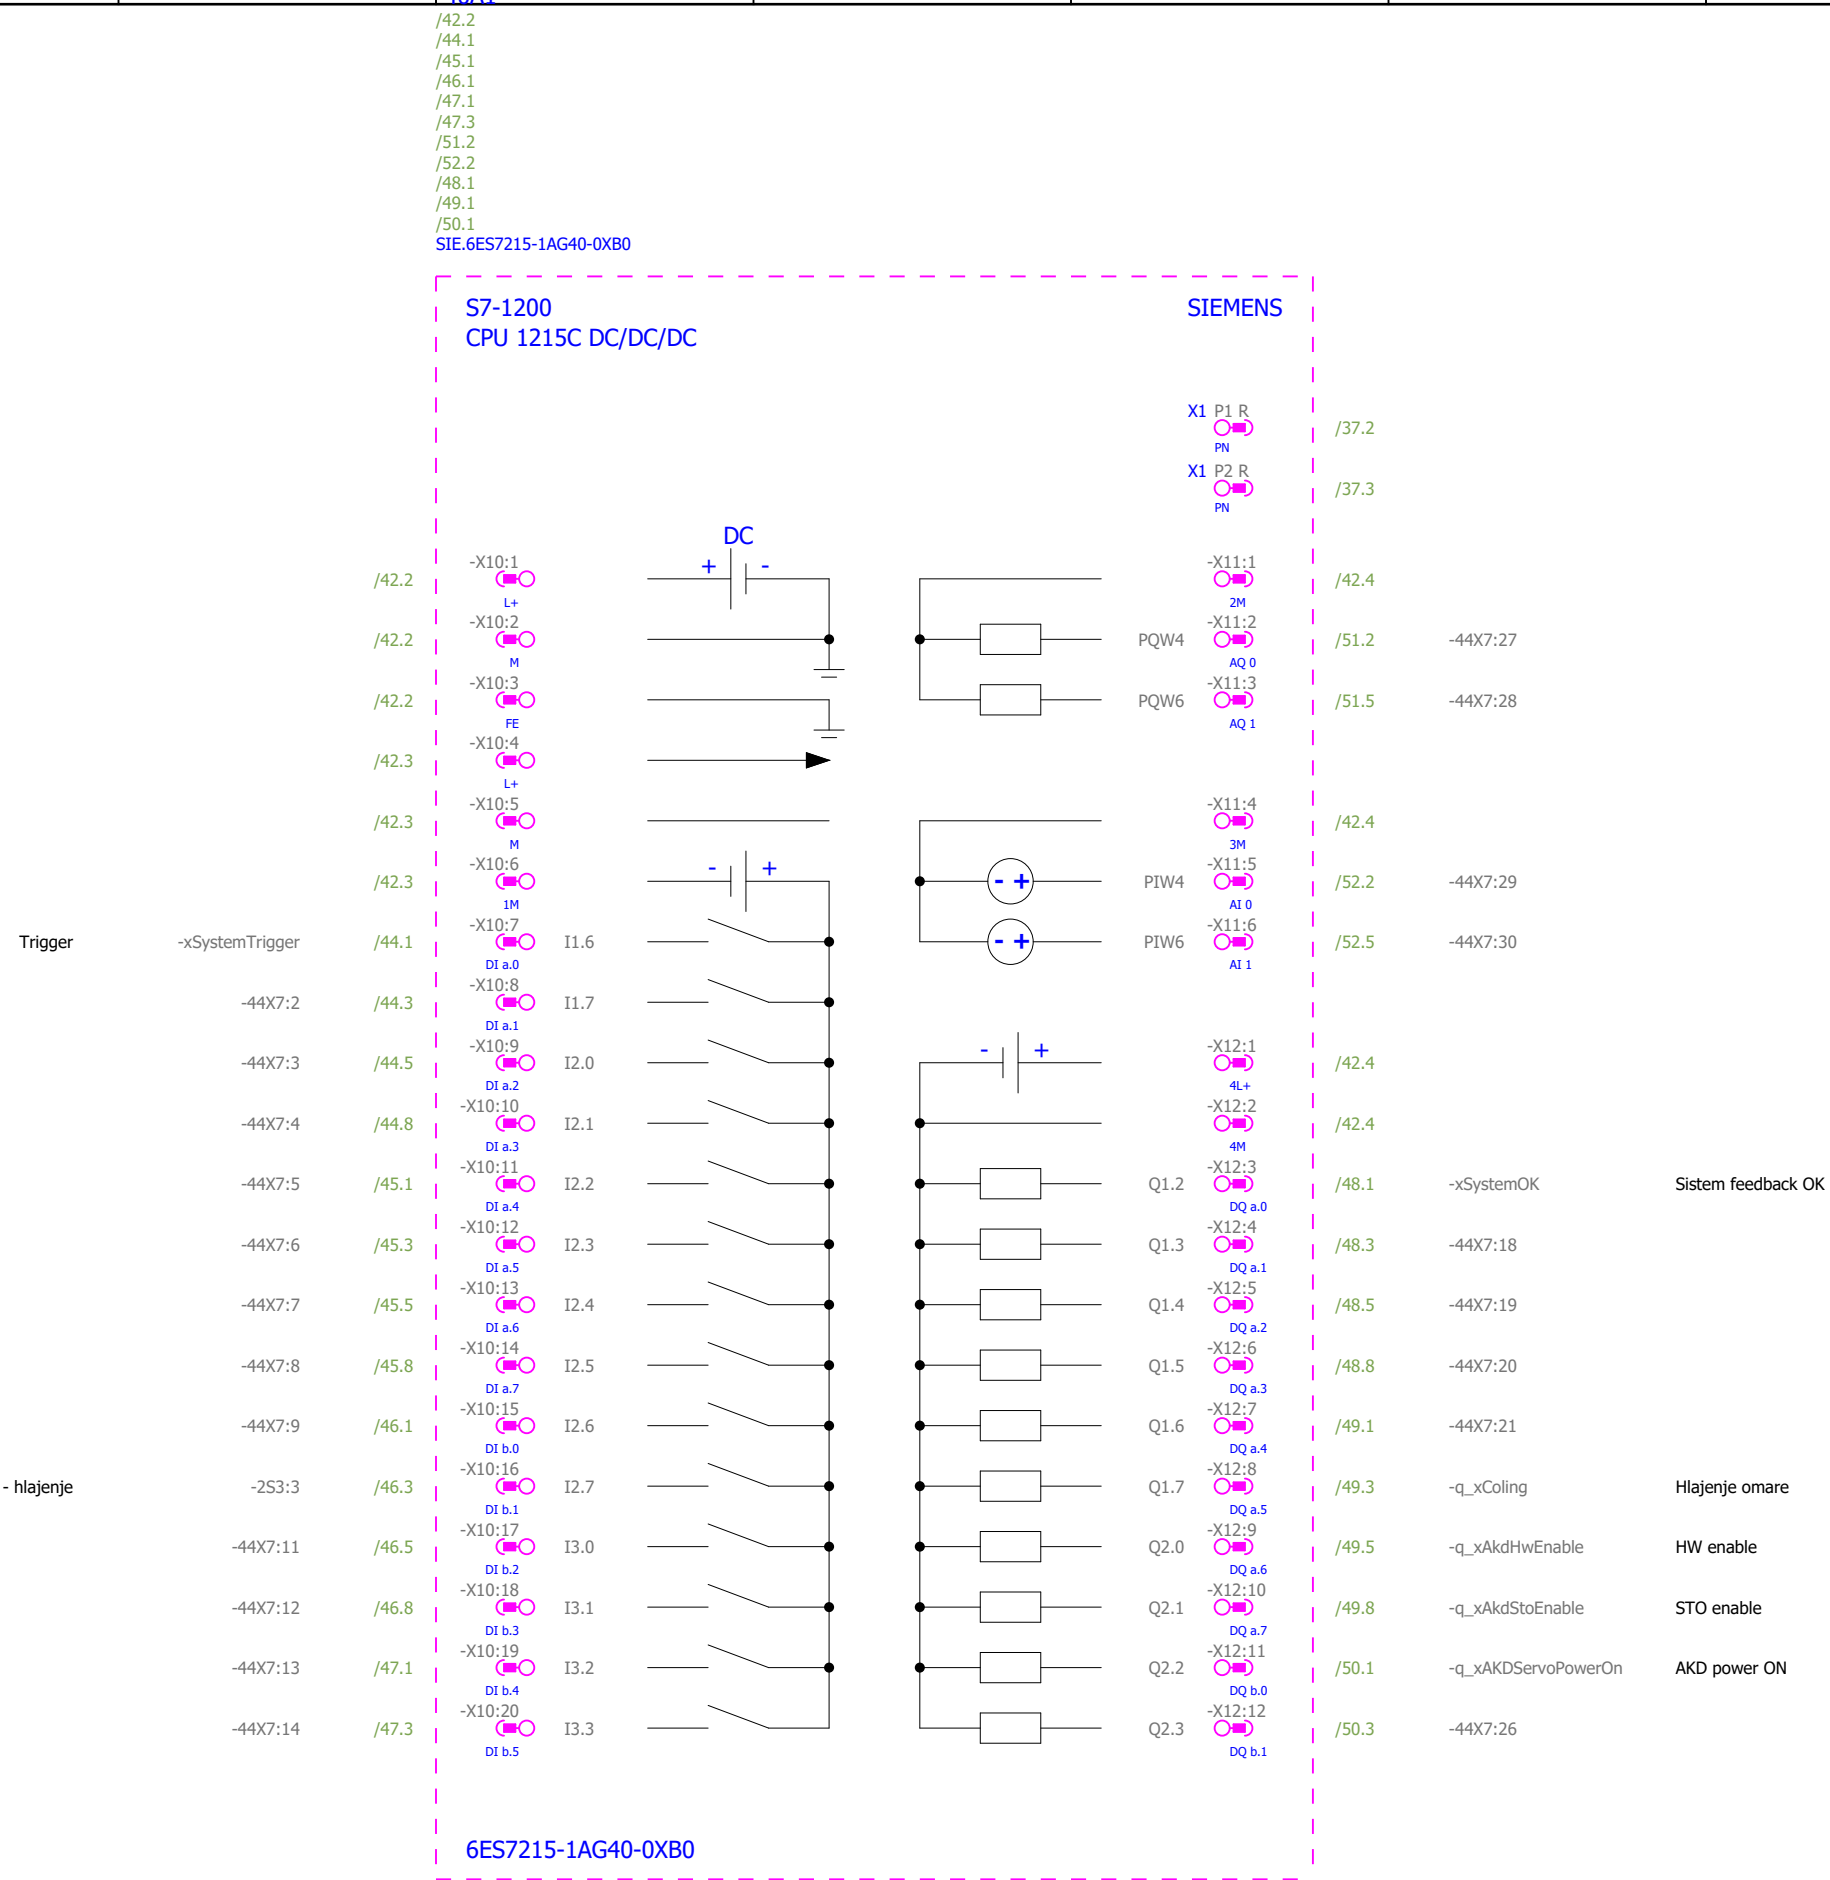 /42.2
/44.1
/45.1
/46.1
/47.1
/47.3
/51.2
/52.2
/48.1
/49.1
/50.1
SIE.6ES7215-1AG40-0XB0
S7-1200 SIEMENS
CPU 1215C DC/DC/DC
X1 P1 R
/37.2
PN
X1 P2 R
/37.3
PN
DC
-X10:1 + - -X11:1
/42.2 /42.4
L+ 2M
-X10:2 -X11:2
/42.2 PQW4 /51.2 -44X7:27
M AQ 0
-X10:3 -X11:3
/42.2 PQW6 /51.5 -44X7:28
FE AQ 1
-X10:4
/42.3
L+
-X10:5 -X11:4
/42.3 /42.4
M 3M
-X10:6 - + -X11:5
/42.3 - + PIW4 /52.2 -44X7:29
1M AI 0
-X10:7 -X11:6
Trigger -xSystemTrigger /44.1 I1.6 - + PIW6 /52.5 -44X7:30
DI a.0 AI 1
-X10:8
-44X7:2 /44.3 I1.7
DI a.1
-X10:9 - + -X12:1
-44X7:3 /44.5 I2.0 /42.4
DI a.2 4L+
-X10:10 -X12:2
-44X7:4 /44.8 I2.1 /42.4
DI a.3 4M
-X10:11 -X12:3
-44X7:5 /45.1 I2.2 Q1.2 /48.1 -xSystemOK Sistem feedback OK
DI a.4 DQ a.0
-X10:12 -X12:4
-44X7:6 /45.3 I2.3 Q1.3 /48.3 -44X7:18
DI a.5 DQ a.1
-X10:13 -X12:5
-44X7:7 /45.5 I2.4 Q1.4 /48.5 -44X7:19
DI a.6 DQ a.2
-X10:14 -X12:6
-44X7:8 /45.8 I2.5 Q1.5 /48.8 -44X7:20
DI a.7 DQ a.3
-X10:15 -X12:7
-44X7:9 /46.1 I2.6 Q1.6 /49.1 -44X7:21
DI b.0 DQ a.4
-X10:16 -X12:8
- hlajenje -2S3:3 /46.3 I2.7 Q1.7 /49.3 -q_xColing Hlajenje omare
DI b.1 DQ a.5
-X10:17 -X12:9
-44X7:11 /46.5 I3.0 Q2.0 /49.5 -q_xAkdHwEnable HW enable
DI b.2 DQ a.6
-X10:18 -X12:10
-44X7:12 /46.8 I3.1 Q2.1 /49.8 -q_xAkdStoEnable STO enable
DI b.3 DQ a.7
-X10:19 -X12:11
-44X7:13 /47.1 I3.2 Q2.2 /50.1 -q_xAKDServoPowerOn AKD power ON
DI b.4 DQ b.0
-X10:20 -X12:12
-44X7:14 /47.3 I3.3 Q2.3 /50.3 -44X7:26
DI b.5 DQ b.1
6ES7215-1AG40-0XB0